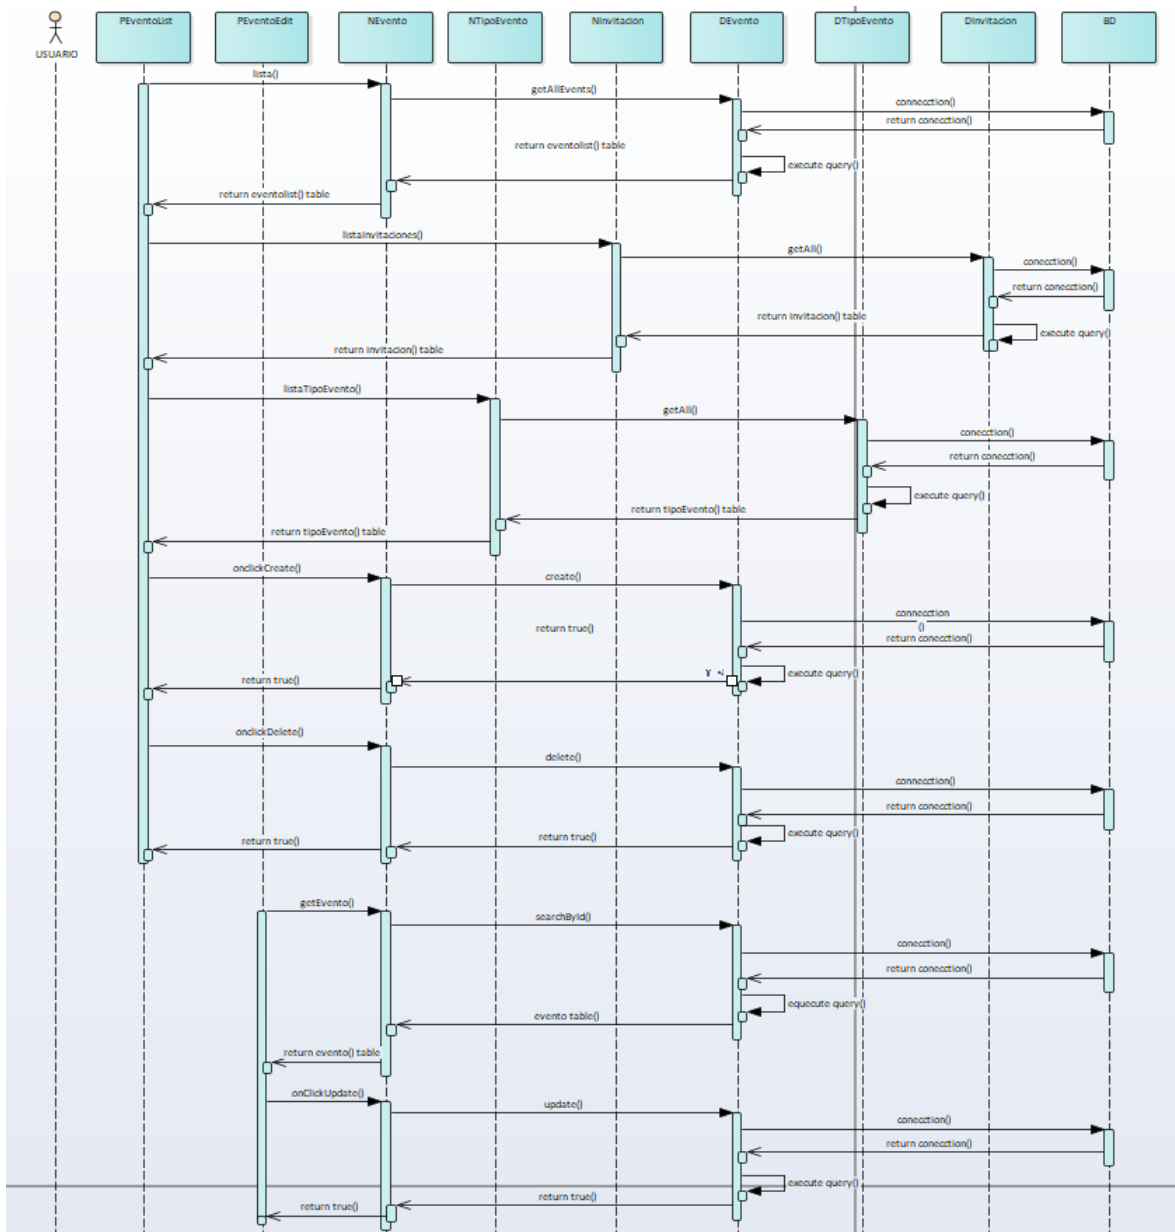 PEventoList
PEventoEdit
NEvento
NTipoEvento
NInvitacion
DEvento
DTipoEvento
DInvitacion
BD
USUARIO
lista()
getAllEvents()
connecction()
return conecction()
return eventolist() table
execute query()
return eventolist() table
listaInvitaciones()
getAll()
conecction()
return conecction()
return invitacion() table
execute query()
return invitacion() table
listaTipoEvento()
getAll()
conecction()
return conecction()
execute query()
return tipoEvento() table
return tipoEvento() table
onclickCreate()
create()
connecction
()
return true()
return conecction()
execute query()
return true()
onclickDelete()
delete()
connecction()
return conecction()
execute query()
return true()
return true()
getEvento()
searchById()
conecction()
return conecction()
equecute query()
evento table()
return evento() table
onClickUpdate()
update()
conecction()
return conecction()
execute query()
return true()
return true()